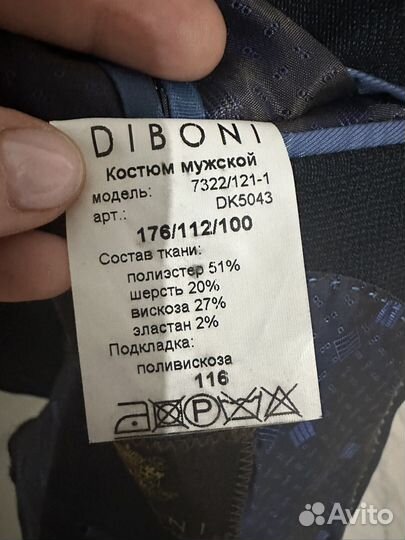 DIBONI
Костюм мужской
модель: 7322/121-1
арт.: DK5043
176/112/100
Состав ткани:
полиэстер 51%
шерсть 20%
вискоза 27%
эластан 2%
Подкладка:
поливискоза
116
P
NI
Avito